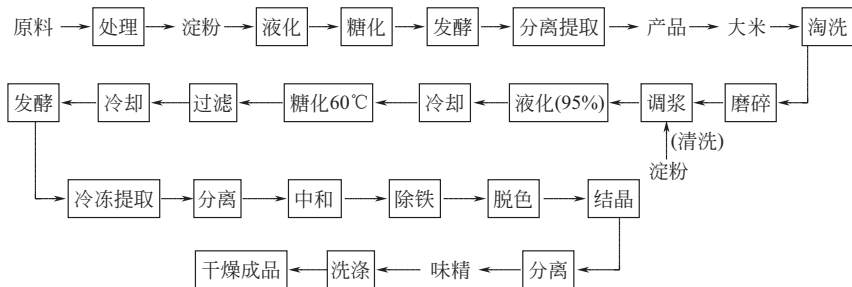 原料 处理 淀粉 液化 糖化 发酵 分离提取 产品 大米 淘洗
发酵 冷却 过滤 糖化60℃ 冷却 液化(95%) 调浆 磨碎
(清洗)
淀粉
冷冻提取 分离 中和 除铁 脱色 结晶
干燥成品 洗涤 味精 分离